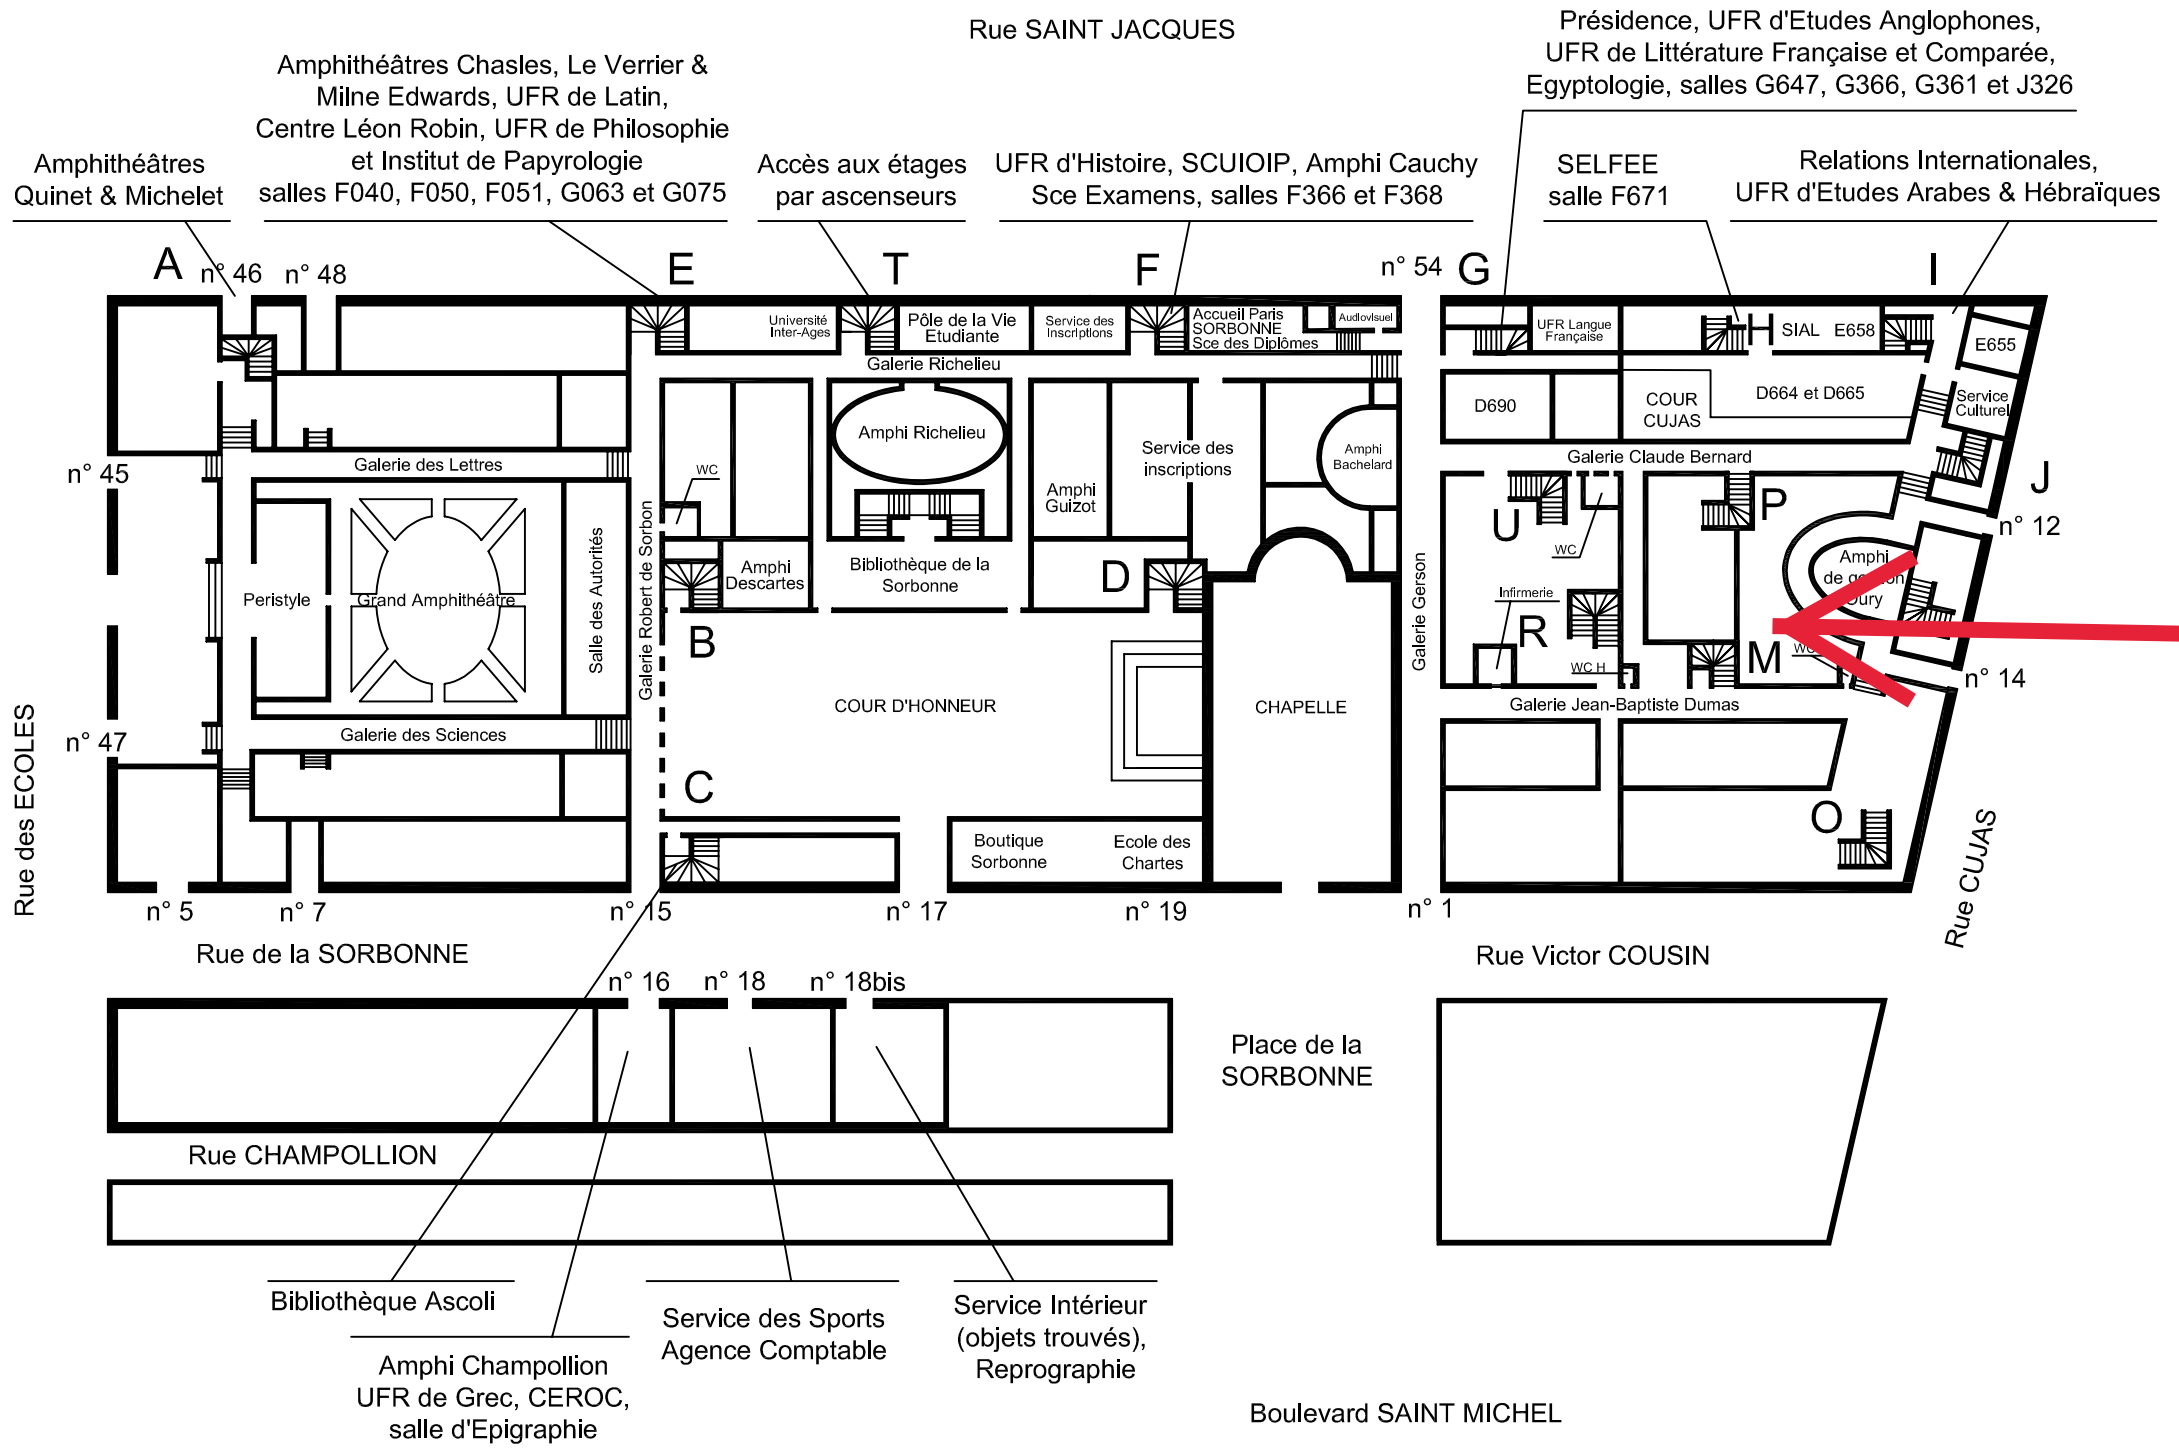 Rue SAINT JACQUES
Présidence, UFR d'Etudes Anglophones,
UFR de Littérature Française et Comparée,
Egyptologie, salles G647, G366, G361 et J326
Amphithéâtres Chasles, Le Verrier &
Milne Edwards, UFR de Latin,
Centre Léon Robin, UFR de Philosophie
et Institut de Papyrologie
salles F040, F050, F051, G063 et G075
Amphithéâtres
Quinet & Michelet
Accès aux étages
par ascenseurs
UFR d'Histoire, SCUIOIP, Amphi Cauchy
Sce Examens, salles F366 et F368
SELFEE
salle F671
Relations Internationales,
UFR d'Etudes Arabes & Hébraïques
A
n° 46
n° 48
E
T
F
n° 54
G
I
Université
Inter-Ages
Pôle de la Vie
Etudiante
Service des
Inscriptions
Accueil Paris
SORBONNE
Sce des Diplômes
Audiovisuel
UFR Langue
Française
H
SIAL
E658
E655
Galerie Richelieu
D690
COUR
CUJAS
D664 et D665
Service
Culturel
Amphi Richelieu
Service des
inscriptions
Amphi
Bachelard
n° 45
Galerie des Lettres
WC
Galerie Claude Bernard
Amphi
Guizot
J
n° 12
U
P
WC
Salle des Autorités
Galerie Robert de Sorbon
Amphi
Descartes
Bibliothèque de la
Sorbonne
D
Galerie Gerson
Amphi
de
Oury
Peristyle
Grand Amphithéâtre
Infirmerie
R
B
WC H
M
WC
n° 14
COUR D'HONNEUR
CHAPELLE
Galerie Jean-Baptiste Dumas
n° 47
Galerie des Sciences
C
O
Rue des ECOLES
Boutique
Sorbonne
Ecole des
Chartes
Rue CUJAS
n° 5
n° 7
n° 15
n° 17
n° 19
n° 1
Rue de la SORBONNE
Rue Victor COUSIN
n° 16
n° 18
n° 18bis
Place de la
SORBONNE
Rue CHAMPOLLION
Bibliothèque Ascoli
Service des Sports
Agence Comptable
Service Intérieur
(objets trouvés),
Reprographie
Amphi Champollion
UFR de Grec, CEROC,
salle d'Epigraphie
Boulevard SAINT MICHEL